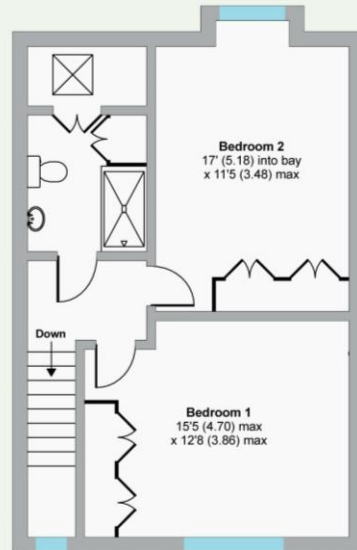 Bedroom 2
17' (5.18) into bay
x 11'5 (3.48) max
Down
Bedroom 1
15'5 (4.70) max
x 12'8 (3.86) max